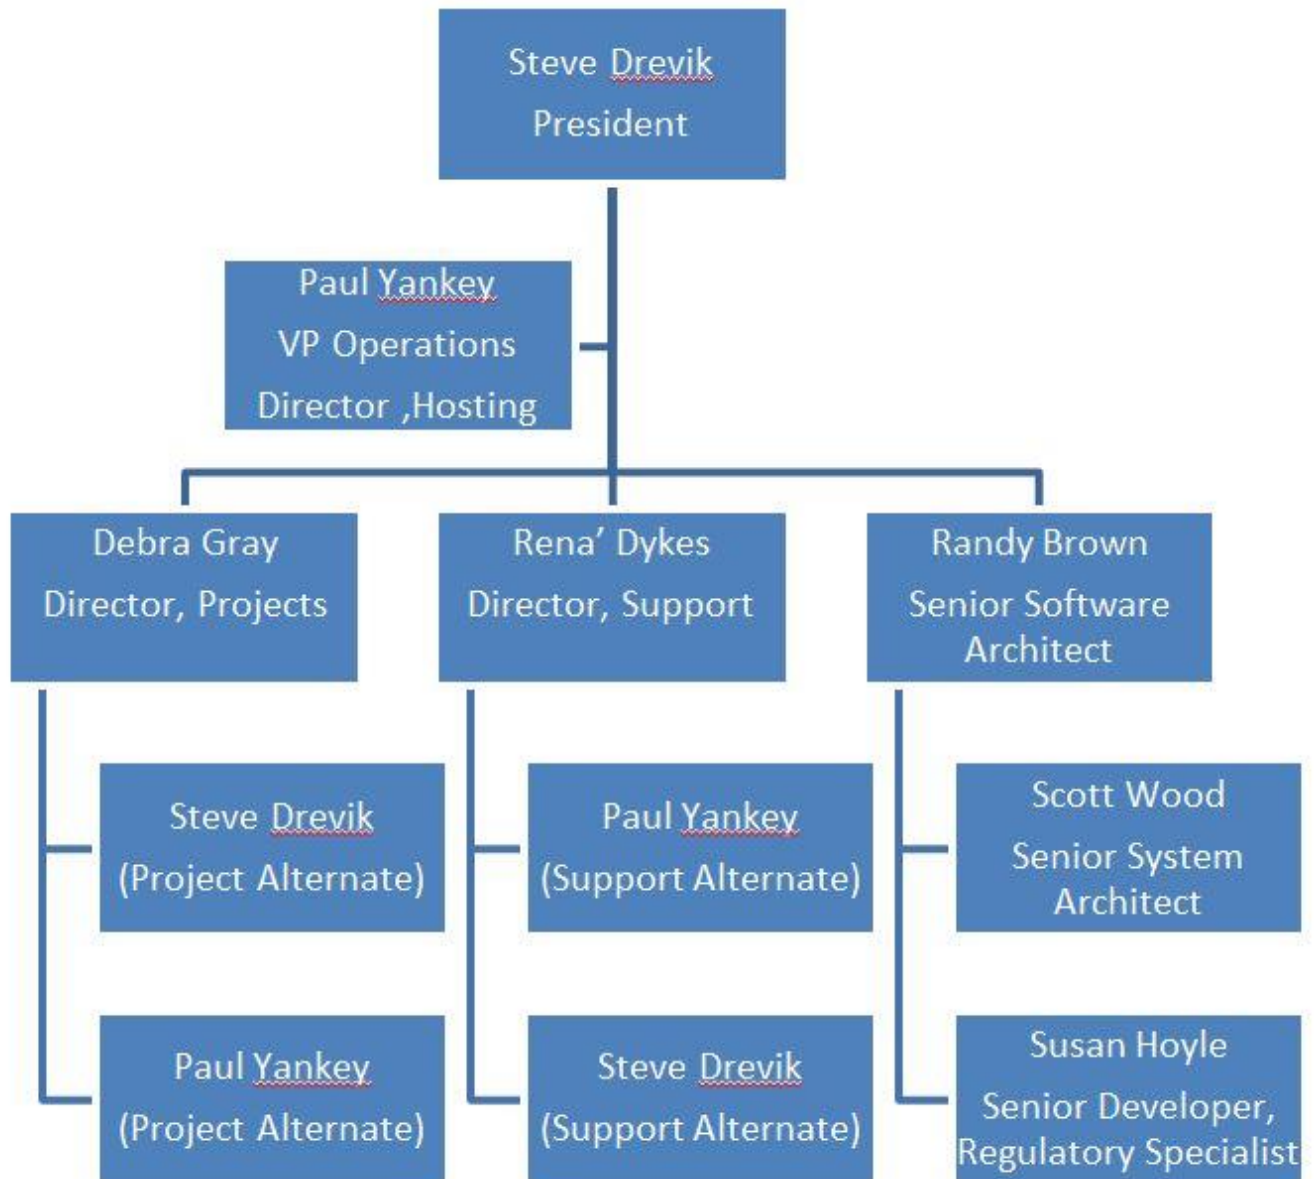 Steve Drevik
President
Paul Yankey
VP Operations
Director ,Hosting
Debra Gray
Director, Projects
Rena’ Dykes
Director, Support
Randy Brown
Senior Software
Architect
Steve Drevik
(Project Alternate)
Paul Yankey
(Support Alternate)
Scott Wood
Senior System
Architect
Paul Yankey
(Project Alternate)
Steve Drevik
(Support Alternate)
Susan Hoyle
Senior Developer,
Regulatory Specialist